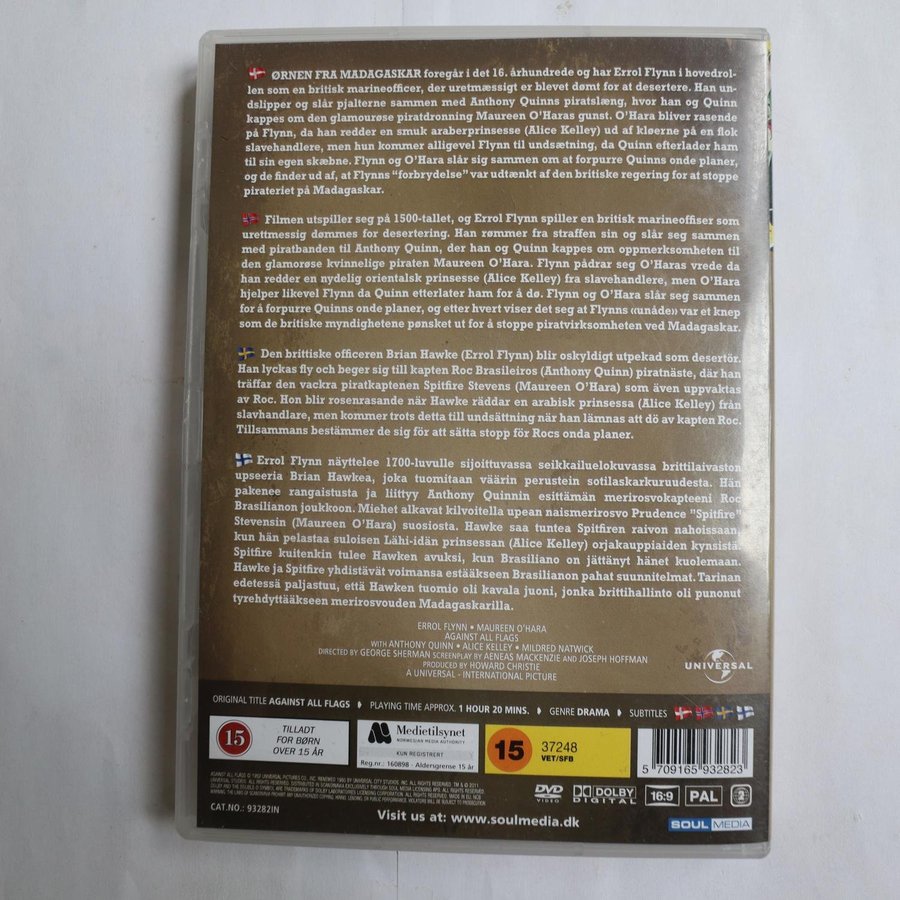 ØRNEN FRA MADAGASKAR foregår i det 16. århundrede og har Errol Flynn i hovedrol-
len som en britisk marineofficer, der uretmæssigt er blevet dømt for at desertere. Han un-
dslipper og slår pjalterne sammen med Anthony Quinns piratslæng, hvor han og Quinn
kappes om den glamourøse piratdronning Maureen O'Haras gunst. O'Hara bliver rasende
på Flynn, da han redder en smuk araberprinsesse (Alice Kelley) ud af kløerne på en flok
slavehandlere, men hun kommer alligevel Flynn til undsætning, da Quinn efterlader ham
til sin egen skæbne. Flynn og O'Hara slår sig sammen om at forpurre Quinns onde planer,
og de finder ud af, at Flynns "forbrydelse" var udtænkt af den britiske regering for at stoppe
pirateriet på Madagaskar.
Filmen utspiller seg på 1500-tallet, og Errol Flynn spiller en britisk marineoffiser som
urettmessig dømmes for desertering. Han rømmer fra straffen sin og slår seg sammen
med piratbanden til Anthony Quinn, der han og Quinn kappes om oppmerksomheten til
den glamorøse kvinnelige piraten Maureen O'Hara. Flynn pådrar seg O'Haras vrede da
han redder en nydelig orientalsk prinsesse (Alice Kelley) fra slavehandlere, men O'Hara
hjelper likevel Flynn da Quinn etterlater ham for å dø. Flynn og O'Hara slår seg sammen
for å forpurre Quinns onde planer, og etter hvert viser det seg at Flynns «unåde» var et knep
som de britiske myndighetene pønsket ut for å stoppe piratvirksomheten ved Madagaskar.
Den brittiske officeren Brian Hawke (Errol Flynn) blir oskyldigt utpekad som desertör.
Han lyckas fly och beger sig till kapten Roc Brasileiros (Anthony Quinn) piratnäste, där han
träffar den vackra piratkaptenen Spitfire Stevens (Maureen O'Hara) som även uppvaktas
av Roc. Hon blir rosenrasande när Hawke räddar en arabisk prinsessa (Alice Kelley) från
slavhandlare, men kommer trots detta till undsättning när han lämnas att dö av kapten Roc.
Tillsammans bestämmer de sig för att sätta stopp för Rocs onda planer.
Errol Flynn näyttelee 1700-luvulle sijoittuvassa seikkailuelokuvassa brittilaivaston
upseeria Brian Hawkea, joka tuomitaan väärin perustein sotilaskarkuruudesta. Hän
pakenee rangaistusta ja liittyy Anthony Quinnin esittämän merirosvokapteeni Roc
Brasilianon joukkoon. Miehet alkavat kilvoitella upean naismerirosvo Prudence "Spitfire"
Stevensin (Maureen O'Hara) suosiosta. Hawke saa tuntea Spitfiren raivon nahoissaan,
kun hän pelastaa suloisen Lähi-idän prinsessan (Alice Kelley) orjakauppiaiden kynsistä.
Spitfire kuitenkin tulee Hawken avuksi, kun Brasiliano on jättänyt hänet kuolemaan.
Hawke ja Spitfire yhdistävät voimansa estääkseen Brasilianon pahat suunnitelmat. Tarinan
edetessä paljastuu, että Hawken tuomio oli kavala juoni, jonka brittihallinto oli punonut
tyrehdyttääkseen merirosvouden Madagaskarilla.
ERROL FLYNN • MAUREEN O'HARA
AGAINST ALL FLAGS
WITH ANTHONY QUINN • ALICE KELLEY • MILDRED NATWICK
DIRECTED BY GEORGE SHERMAN SCREENPLAY BY AENEAS MACKENZIE AND JOSEPH HOFFMAN
PRODUCED BY HOWARD CHRISTIE
A UNIVERSAL - INTERNATIONAL PICTURE
UNIVERSAL
ORIGINAL TITLE AGAINST ALL FLAGS PLAYING TIME APPROX. 1 HOUR 20 MINS. GENRE DRAMA SUBTITLES
15
TILLADT
FOR BØRN
OVER 15 ÅR
Medietilsynet
NORWEGIAN MEDIA AUTHORITY
KUN REGISTRERT
Reg.nr.: 160898 - Aldersgrense 15 år
15
37248
VET/SFB
5 709165 932823
DVD
VIDEO
DOLBY
DIGITAL
16:9
PAL
2
CAT.NO.: 93282IN
Visit us at: www.soulmedia.dk
SOUL MEDIA